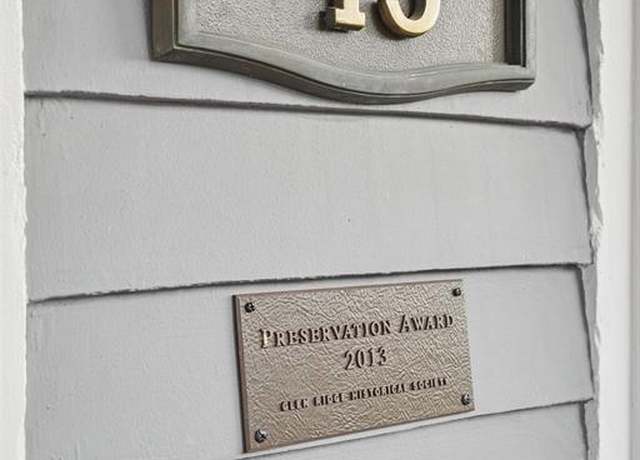 PRESERVATION AWARD
2013
GLEN RIDGE HISTORICAL SOCIETY